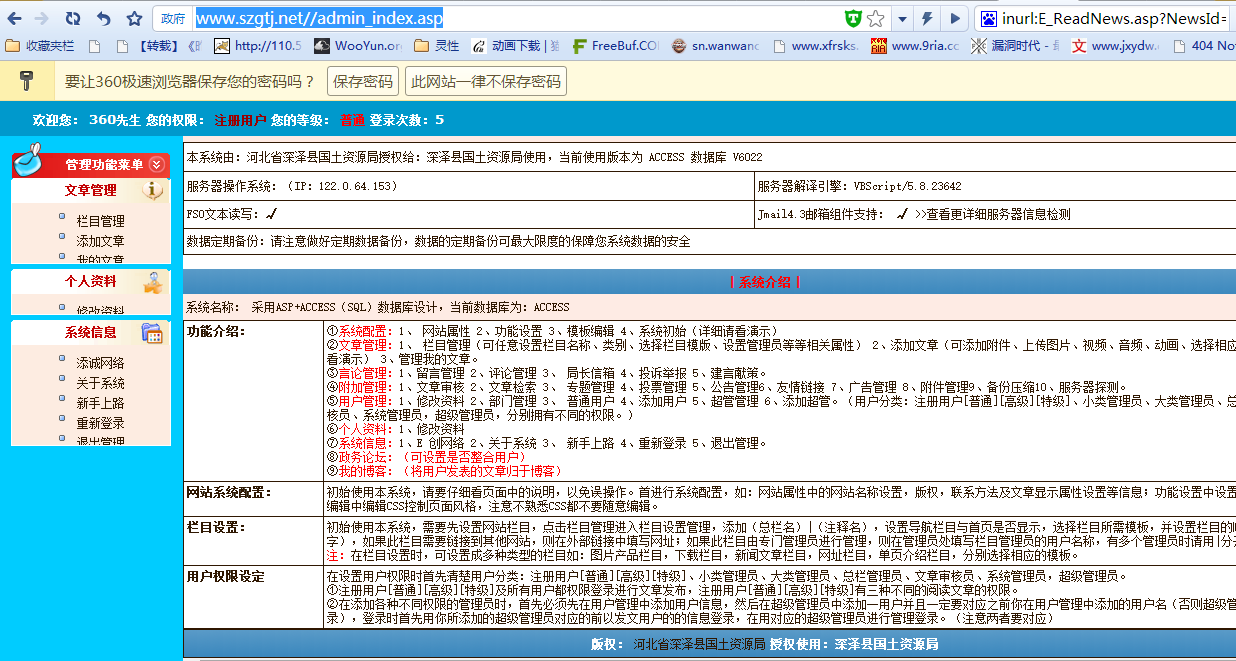 政府 www.szgtj.net//admin_index.asp inurl:E_ReadNews.asp?NewsId=
收藏夹栏 【转载】 http://110.5 WooYun.or 灵性 动画下载 | FreeBuf.CO sn.wanwanc www.xfrsks. www.9ria.cc 漏洞时代 - www.jxydw. 404 No
要让360极速浏览器保存您的密码吗？ 保存密码 此网站一律不保存密码
欢迎您： 360先生 您的权限： 注册用户 您的等级： 普通 登录次数：5
管理功能菜单
文章管理
栏目管理
添加文章
我的文章
个人资料
修改资料
系统信息
添诚网络
关于系统
新手上路
重新登录
退出管理
本系统由：河北省深泽县国土资源局授权给：深泽县国土资源局使用，当前使用版本为 ACCESS 数据库 V6022
服务器操作系统：（IP：122.0.64.153） 服务器解译引擎：VBScript/5.8.23642
FSO文本读写：✓ Jmail4.3邮箱组件支持： ✓ >>查看更详细服务器信息检测
数据定期备份：请注意做好定期数据备份，数据的定期备份可最大限度的保障您系统数据的安全
| 系统介绍 |
系统名称： 采用ASP+ACCESS（SQL）数据库设计，当前数据库为：ACCESS
功能介绍： ①系统配置：1、 网站属性 2、功能设置 3、模板编辑 4、系统初始（详细请看演示）
②文章管理：1、 栏目管理（可任意设置栏目名称、类别、选择栏目模版、设置管理员等等相关属性） 2、添加文章（可添加附件、上传图片、视频、音频、动画、选择相应
看演示） 3、管理我的文章。
③言论管理：1、留言管理 2、评论管理 3、 局长信箱 4、投诉举报 5、建言献策。
④附加管理：1、文章审核 2、文章检索 3、 专题管理 4、投票管理 5、公告管理6、友情链接 7、广告管理 8、附件管理9、备份压缩10、服务器探测。
⑤用户管理：1、修改资料 2、部门管理 3、 普通用户 4、添加用户 5、超管管理 6、添加超管。（用户分类：注册用户[普通][高级][特级]、小类管理员、大类管理员、总
核员、系统管理员，超级管理员，分别拥有不同的权限。）
⑥个人资料：1、修改资料
⑦系统信息：1、E 创网络 2、关于系统 3、 新手上路 4、重新登录 5、退出管理。
⑧政务论坛：（可设置是否整合用户）
⑨我的博客：（将用户发表的文章归于博客）
网站系统配置： 初始使用本系统，请要仔细看页面中的说明，以免误操作。首进行系统配置，如：网站属性中的网站名称设置，版权，联系方法及文章显示属性设置等信息；功能设置中设置
编辑中编辑CSS控制页面风格，注意不熟悉CSS都不要随意编辑。
栏目设置： 初始使用本系统，需要先设置网站栏目，点击栏目管理进入栏目设置管理，添加（总栏名）|（注释名），设置导航栏目与首页是否显示，选择栏目所需模板，并设置栏目的
字），如果此栏目需要链接到其他网站，则在外部链接中填写网址；如果此栏目由专门管理员进行管理，则在管理员处填写栏目管理员的用户名称，有多个管理员时请用|分
注：在栏目设置时，可设置成多种类型的栏目如：图片产品栏目，下载栏目，新闻文章栏目，网址栏目，单页介绍栏目，分别选择相应的模板。
用户权限设定 在设置用户权限时首先清楚用户分类：注册用户[普通][高级][特级]、小类管理员、大类管理员、总栏管理员、文章审核员、系统管理员，超级管理员。
①注册用户[普通][高级][特级]及所有用户都权限登录进行文章发布，注册用户[普通][高级][特级]有三种不同的阅读文章的权限。
②在添加各种不同权限的管理员时，首先必须先在用户管理中添加用户信息，然后在超级管理员中添加一用户并且一定要对应之前你在用户管理中添加的用户名（否则超级管
录），登录时首先用你所添加的超级管理员对应的前以发文用户的的信息登录，在用对应的超级管理员进行管理登录。（注意两者要对应）
版权： 河北省深泽县国土资源局 授权使用：深泽县国土资源局